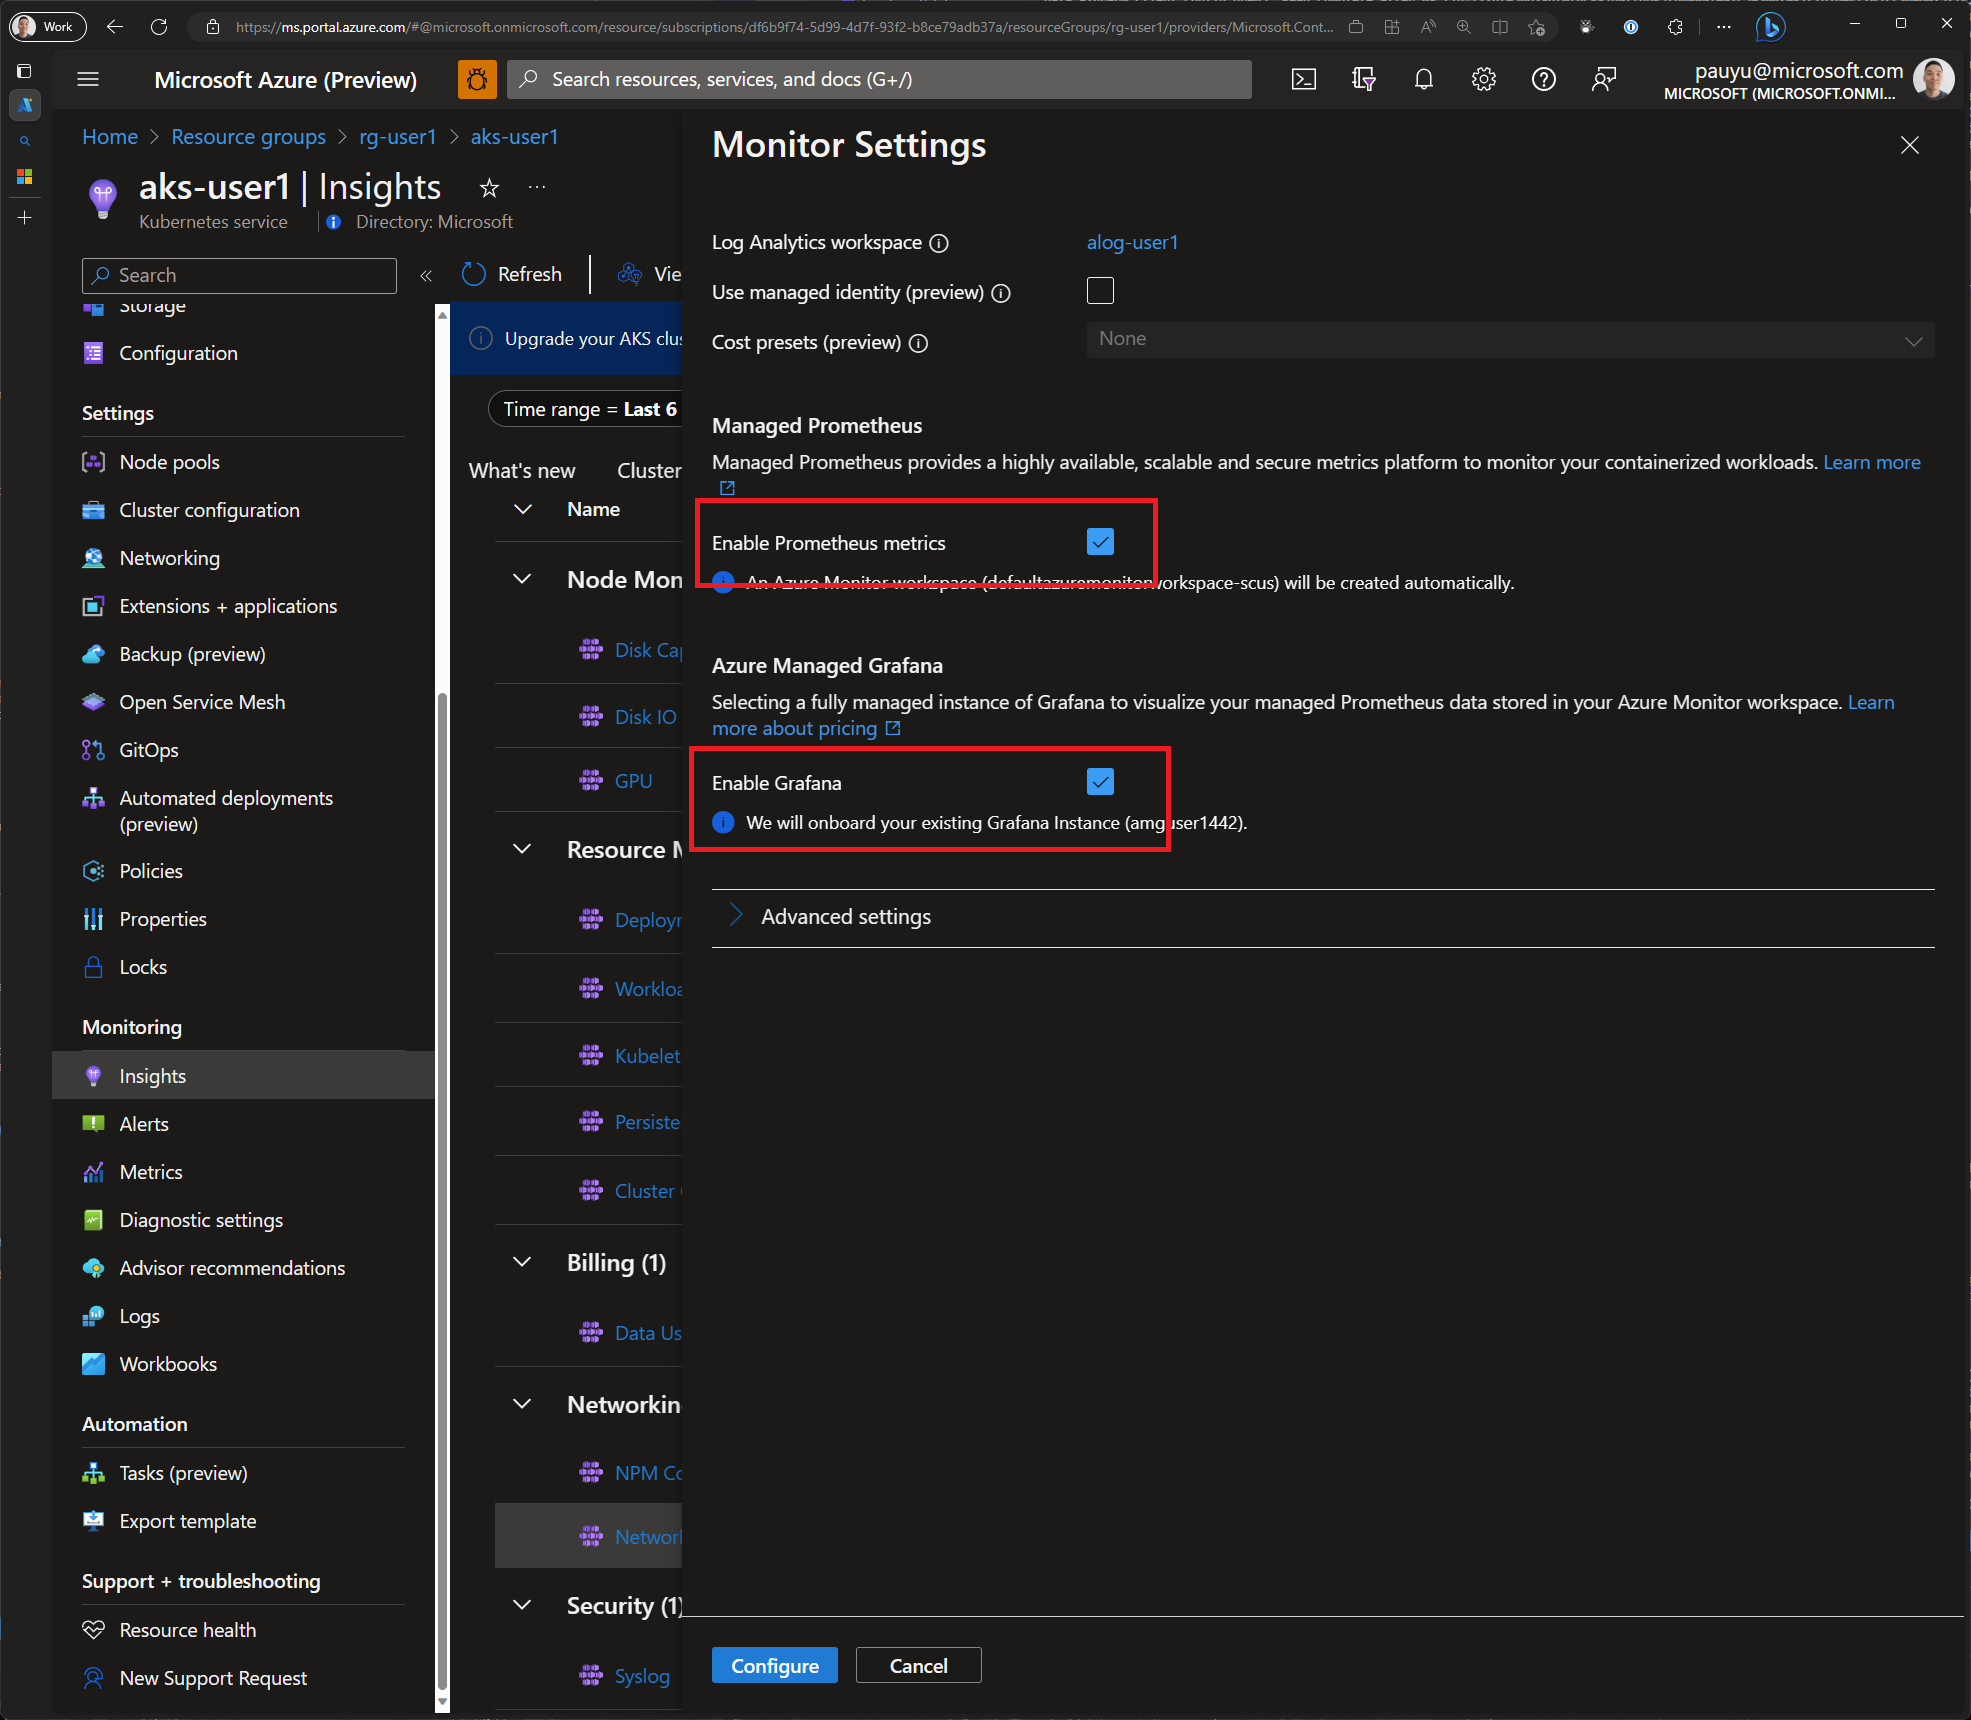 Work
https://ms.portal.azure.com/#@microsoft.onmicrosoft.com/resource/subscriptions/df6b9f74-5d99-4d7f-93f2-b8ce79adb37a/resourceGroups/rg-user1/providers/Microsoft.Cont...
Microsoft Azure (Preview)
Search resources, services, and docs (G+/)
pauyu@microsoft.com
MICROSOFT (MICROSOFT.ONMI...
Home > Resource groups > rg-user1 > aks-user1
aks-user1 | Insights
Kubernetes service
Directory: Microsoft
Search
Storage
Configuration
Settings
Node pools
Cluster configuration
Networking
Extensions + applications
Backup (preview)
Open Service Mesh
GitOps
Automated deployments
(preview)
Policies
Properties
Locks
Monitoring
Insights
Alerts
Metrics
Diagnostic settings
Advisor recommendations
Logs
Workbooks
Automation
Tasks (preview)
Export template
Support + troubleshooting
Resource health
New Support Request
Refresh
Vie
Upgrade your AKS clus
Time range = Last 6
What's new
Cluster
Name
Node Mon
Disk Cap
Disk IO
GPU
Resource M
Deployn
Workloa
Kubelet
Persiste
Cluster
Billing (1)
Data Us
Networkin
NPM Co
Network
Security (1)
Syslog
Monitor Settings
Log Analytics workspace
alog-user1
Use managed identity (preview)
Cost presets (preview)
None
Managed Prometheus
Managed Prometheus provides a highly available, scalable and secure metrics platform to monitor your containerized workloads. Learn more
Enable Prometheus metrics
An Azure Monitor workspace (defaultazuremonitorworkspace-scus) will be created automatically.
Azure Managed Grafana
Selecting a fully managed instance of Grafana to visualize your managed Prometheus data stored in your Azure Monitor workspace. Learn
more about pricing
Enable Grafana
We will onboard your existing Grafana Instance (amguser1442).
Advanced settings
Configure
Cancel